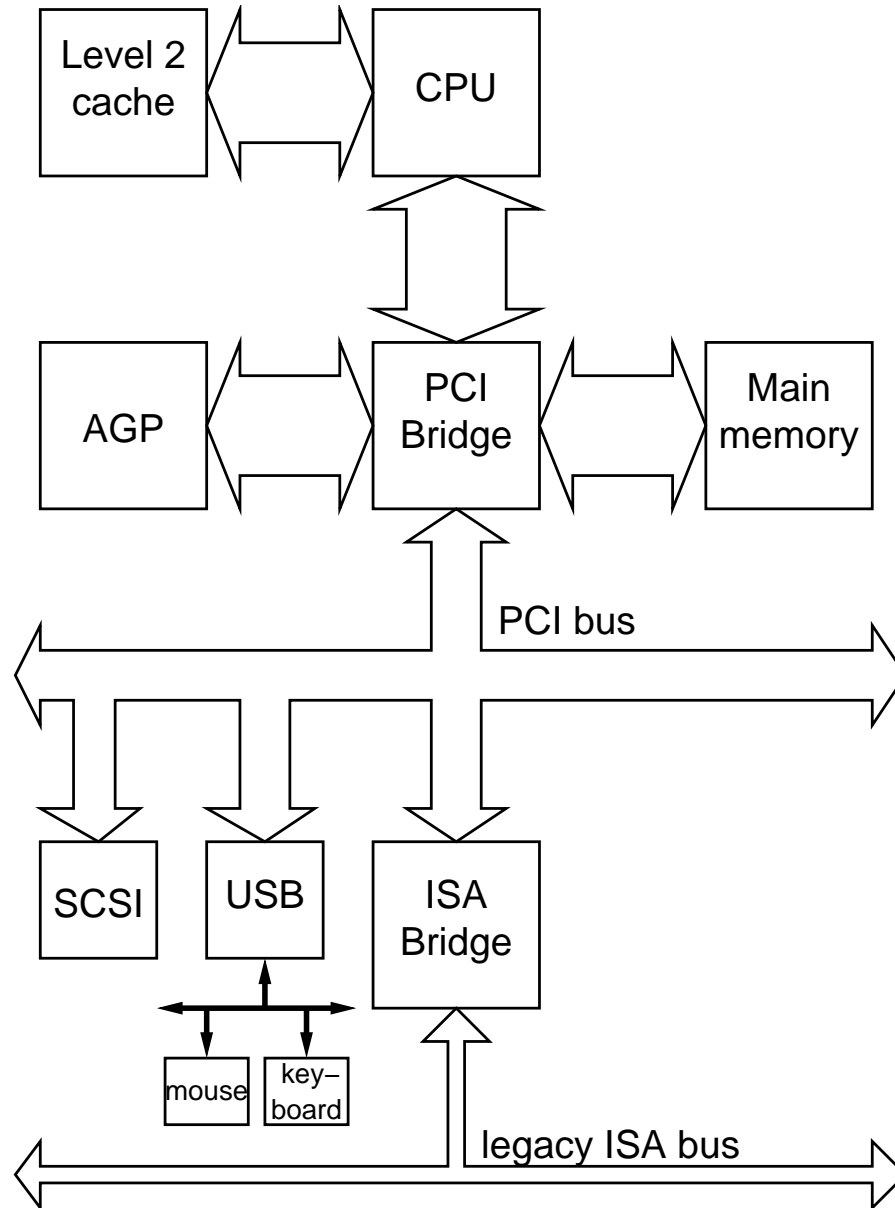 Level 2
cache
CPU
AGP
PCI
Bridge
Main
memory
PCI bus
SCSI
USB
ISA
Bridge
mouse
key–
board
legacy ISA bus